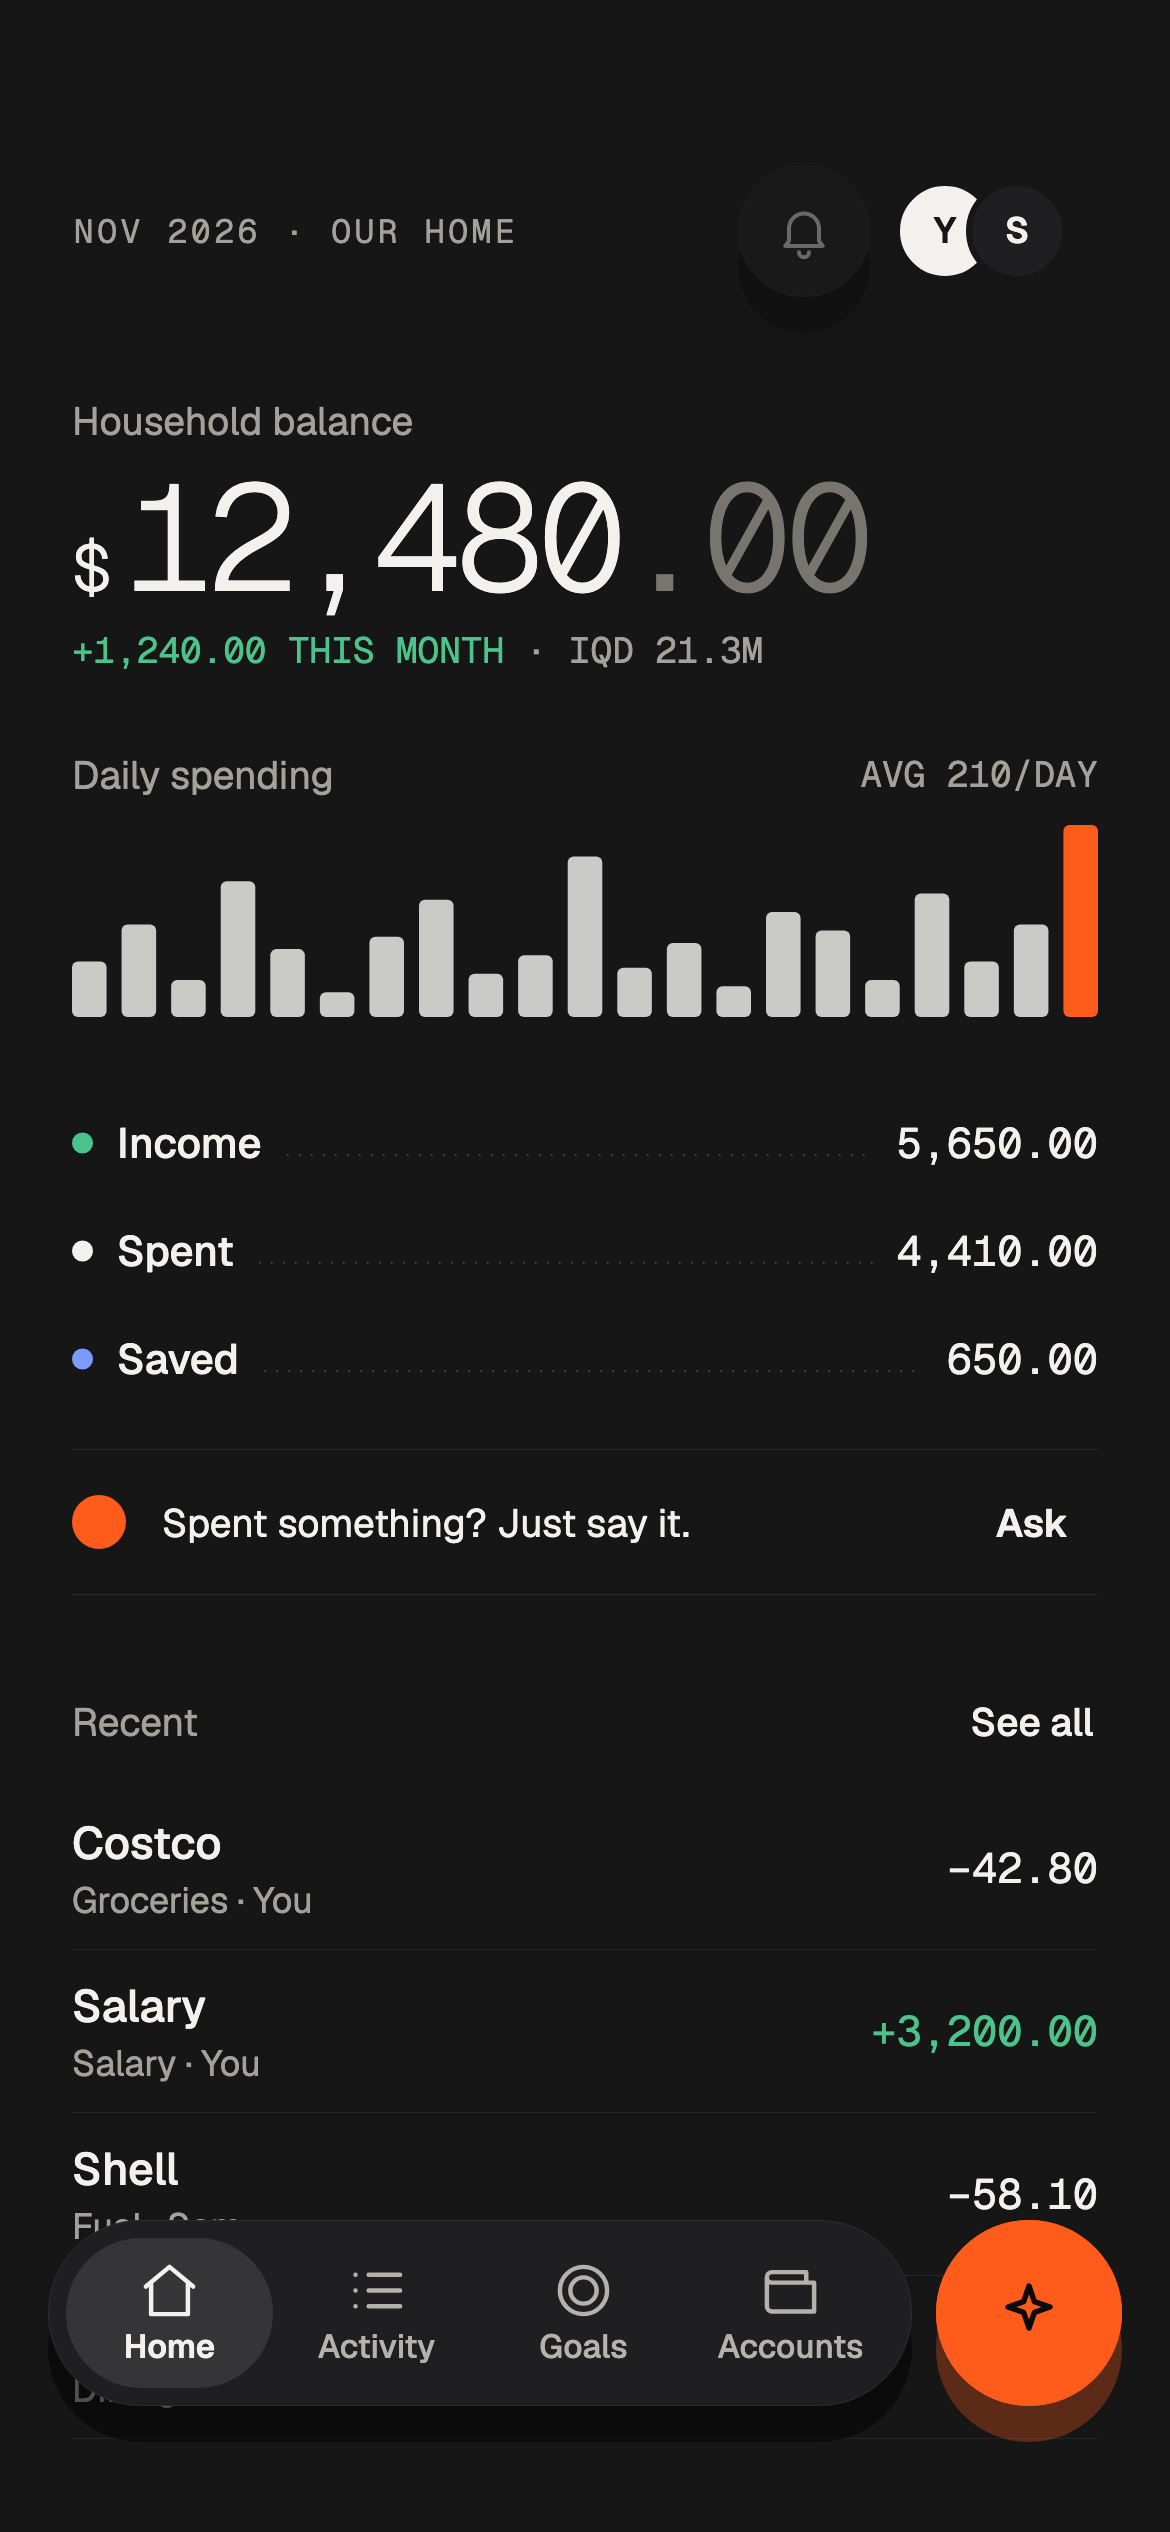 NOV 2026 · OUR HOME
Y S
Household balance
$12,480.00
+1,240.00 THIS MONTH · IQD 21.3M
Daily spending AVG 210/DAY
Income 5,650.00
Spent 4,410.00
Saved 650.00
Spent something? Just say it. Ask
Recent See all
Costco
−42.80
Groceries · You
Salary
+3,200.00
Salary · You
Shell
−58.10
Home Activity Goals Accounts